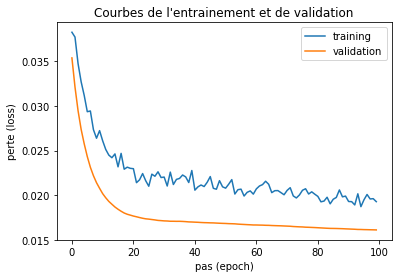 Courbes de l'entrainement et de validation
training
validation
perte (loss)
0.035
0.030
0.025
0.020
0.015
0
20
40
60
80
100
pas (epoch)